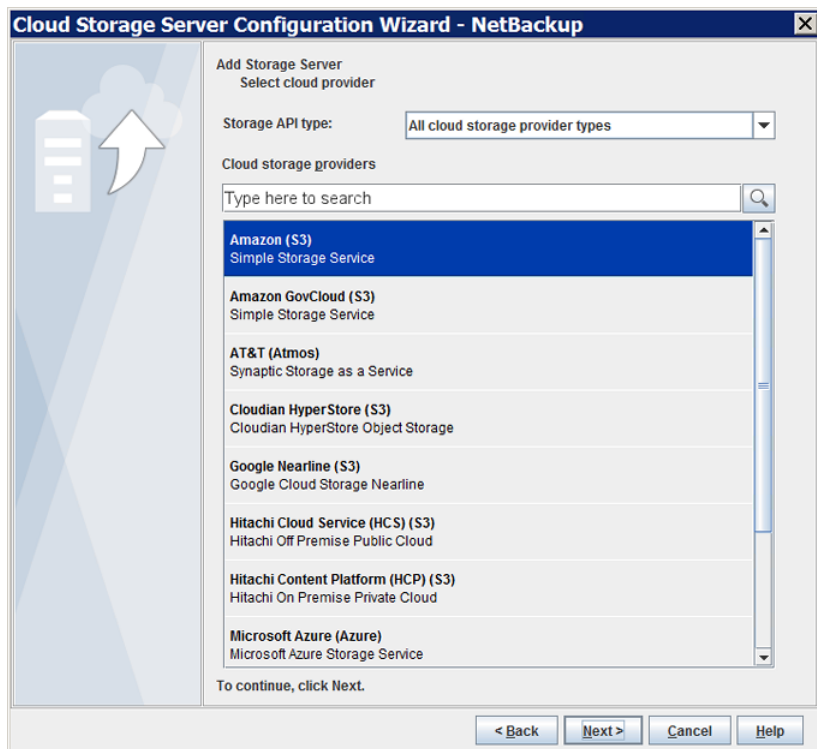 Cloud Storage Server Configuration Wizard - NetBackup
Add Storage Server
Select cloud provider
Storage API type:
All cloud storage provider types
Cloud storage providers
Type here to search
Amazon (S3)
Simple Storage Service
Amazon GovCloud (S3)
Simple Storage Service
AT&T (Atmos)
Synaptic Storage as a Service
Cloudian HyperStore (S3)
Cloudian HyperStore Object Storage
Google Nearline (S3)
Google Cloud Storage Nearline
Hitachi Cloud Service (HCS) (S3)
Hitachi Off Premise Public Cloud
Hitachi Content Platform (HCP) (S3)
Hitachi On Premise Private Cloud
Microsoft Azure (Azure)
Microsoft Azure Storage Service
To continue, click Next.
< Back Next > Cancel Help